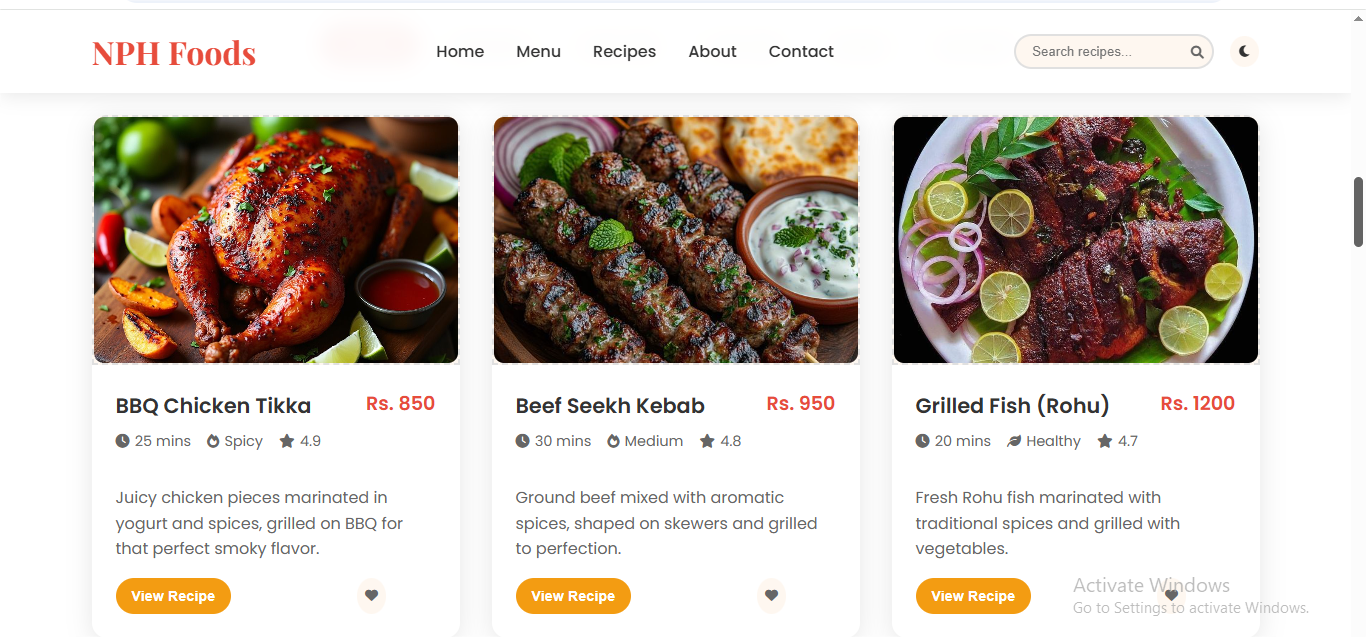 NPH Foods
Home Menu Recipes About Contact
Search recipes...
BBQ Chicken Tikka Rs. 850
25 mins Spicy 4.9
Juicy chicken pieces marinated in
yogurt and spices, grilled on BBQ for
that perfect smoky flavor.
View Recipe
Beef Seekh Kebab Rs. 950
30 mins Medium 4.8
Ground beef mixed with aromatic
spices, shaped on skewers and grilled
to perfection.
View Recipe
Grilled Fish (Rohu) Rs. 1200
20 mins Healthy 4.7
Fresh Rohu fish marinated with
traditional spices and grilled with
vegetables.
View Recipe
Activate Windows
Go to Settings to activate Windows.